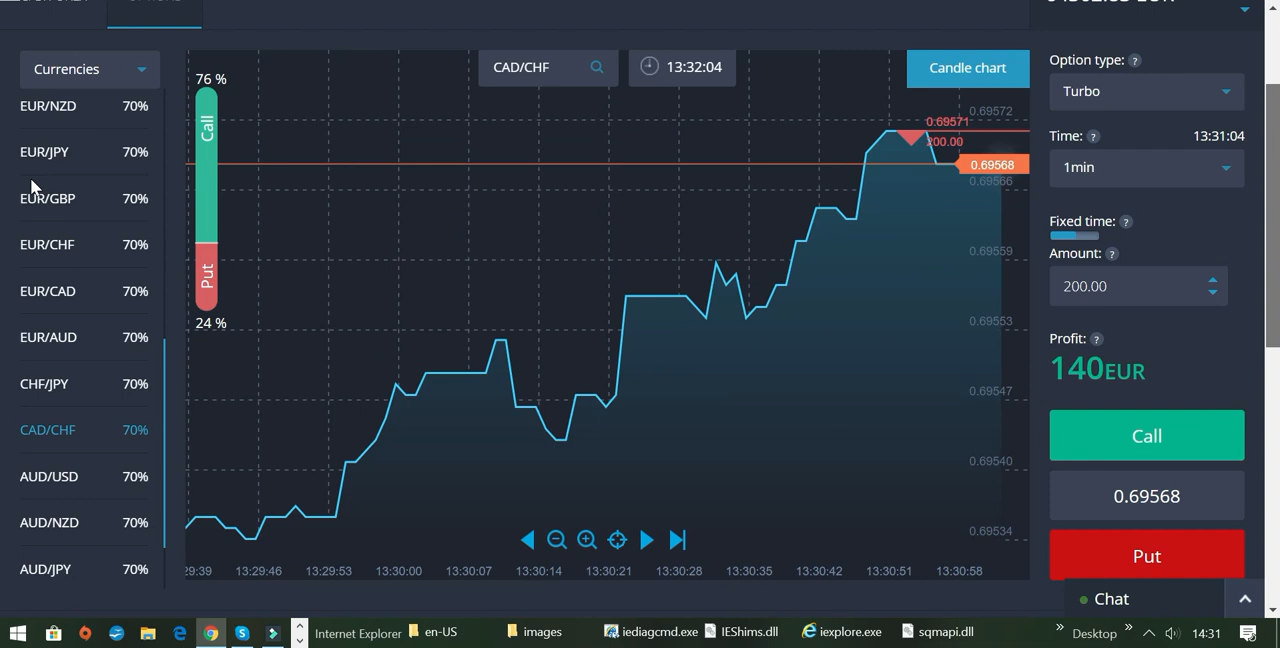 Currencies
EUR/NZD 70%
EUR/JPY 70%
EUR/GBP 70%
EUR/CHF 70%
EUR/CAD 70%
EUR/AUD 70%
CHF/JPY 70%
CAD/CHF 70%
AUD/USD 70%
AUD/NZD 70%
AUD/JPY 70%
76 %
Call
Put
24 %
CAD/CHF
13:32:04
Candle chart
0.69571
200.00
0.69568
0.69572
0.69566
0.69559
0.69553
0.69547
0.69540
0.69534
29:39 13:29:46 13:29:53 13:30:00 13:30:07 13:30:14 13:30:21 13:30:28 13:30:35 13:30:42 13:30:51 13:30:58
Option type: ?
Turbo
Time: ? 13:31:04
1min
Fixed time: ?
Amount: ?
200.00
Profit: ?
140EUR
Call
0.69568
Put
Chat
Internet Explorer en-US images iediagcmd.exe IEShims.dll iexplore.exe sqmapi.dll » Desktop » 14:31